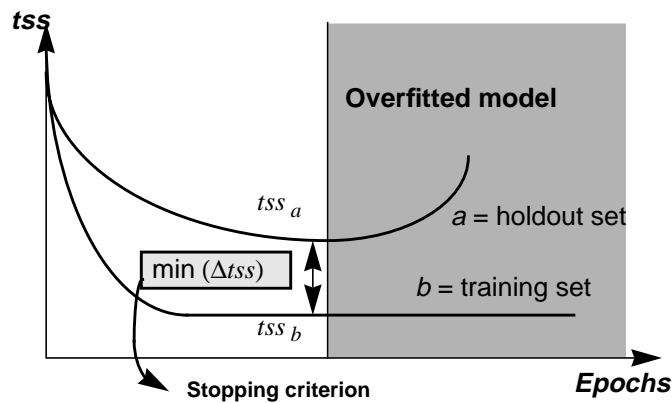 tss
Overfitted model
tss a
a = holdout set
min (Δtss)
b = training set
tss b
Epochs
Stopping criterion